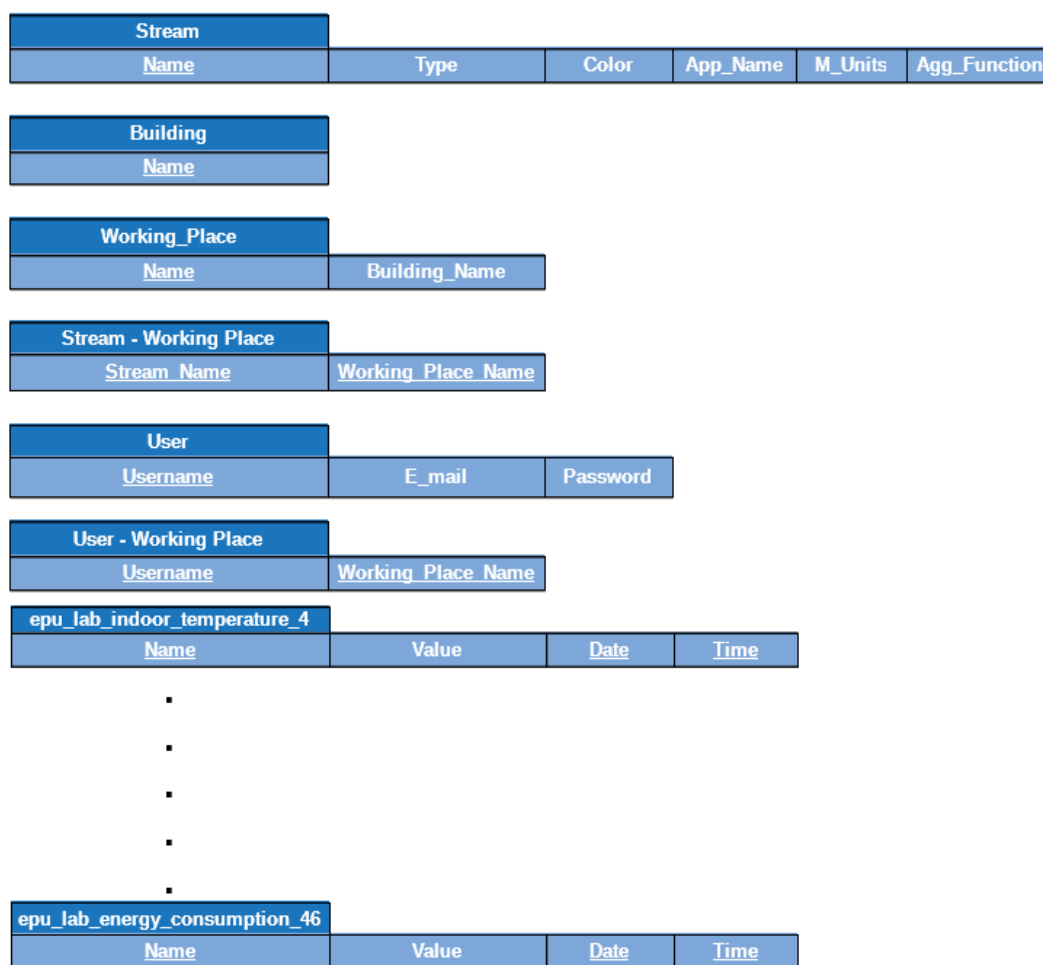 Stream
Name Type Color App_Name M_Units Agg_Function
Building
Name
Working_Place
Name Building_Name
Stream - Working Place
Stream_Name Working_Place_Name
User
Username E_mail Password
User - Working Place
Username Working_Place_Name
epu_lab_indoor_temperature_4
Name Value Date Time
epu_lab_energy_consumption_46
Name Value Date Time